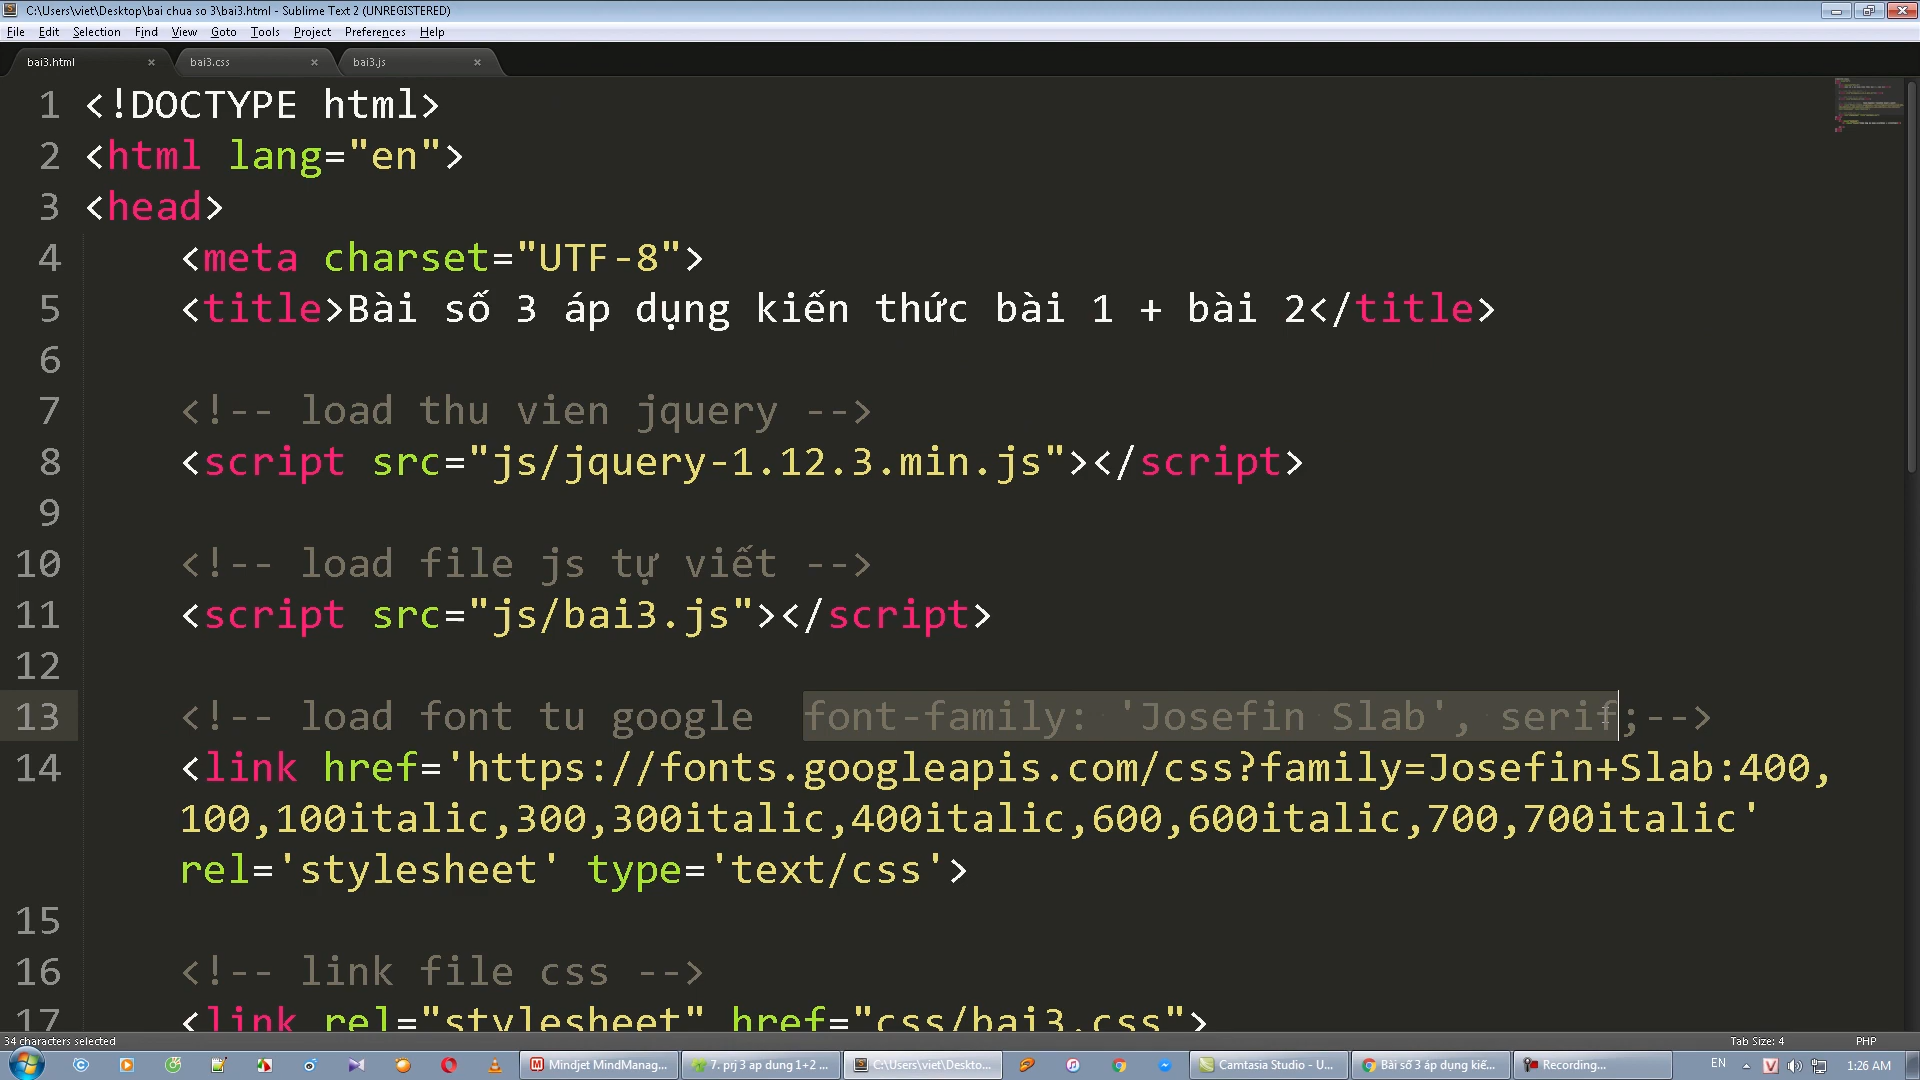 C:\Users\viet\Desktop\bai chua so 3\bai3.html - Sublime Text 2 (UNREGISTERED)
File Edit Selection Find View Goto Tools Project Preferences Help
bai3.html × bai3.css × bai3.js ×
1 <!DOCTYPE html>
2 <html lang="en">
3 <head>
4 <meta charset="UTF-8">
5 <title>Bài số 3 áp dụng kiến thức bài 1 + bài 2</title>
6
7 <!-- load thu vien jquery -->
8 <script src="js/jquery-1.12.3.min.js"></script>
9
10 <!-- load file js tự viết -->
11 <script src="js/bai3.js"></script>
12
13 <!-- load font tu google  font-family: 'Josefin Slab', serif;-->
14 <link href='https://fonts.googleapis.com/css?family=Josefin+Slab:400,
100,100italic,300,300italic,400italic,600,600italic,700,700italic'
rel='stylesheet' type='text/css'>
15
16 <!-- link file css -->
17 <link rel="stylesheet" href="css/bai3.css">
34 characters selected Tab Size: 4 PHP
Mindjet MindManag... 7. prj 3 ap dung 1+2 ... C:\Users\viet\Deskto... Camtasia Studio - U... Bài số 3 áp dụng kiế... Recording... EN 1:26 AM